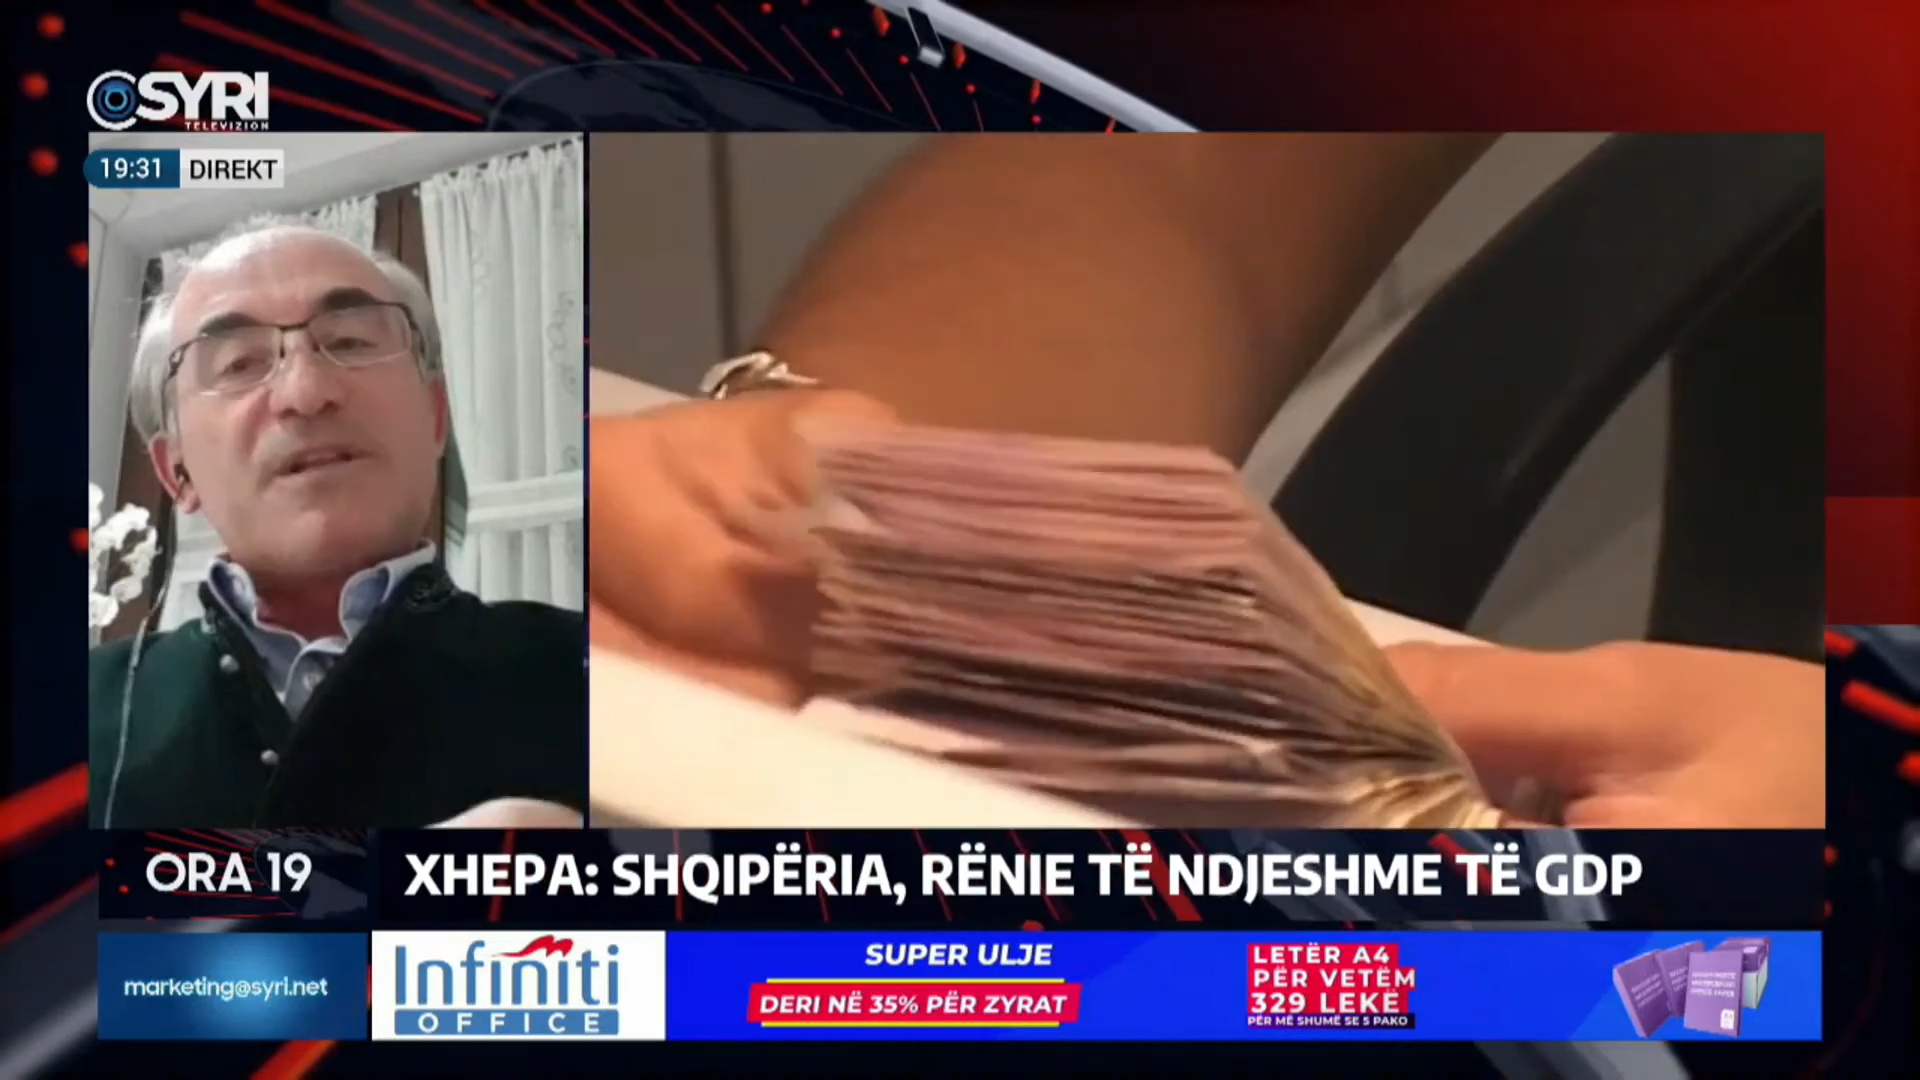 SYRI
TELEVIZION
19:31 DIREKT
ORA 19
XHEPA: SHQIPËRIA, RËNIE TË NDJESHME TË GDP
marketing@syri.net
Infiniti
OFFICE
SUPER ULJE
DERI NË 35% PËR ZYRAT
LETËR A4
PËR VETËM
329 LEKË
PËR MË SHUMË SE 5 PAKO